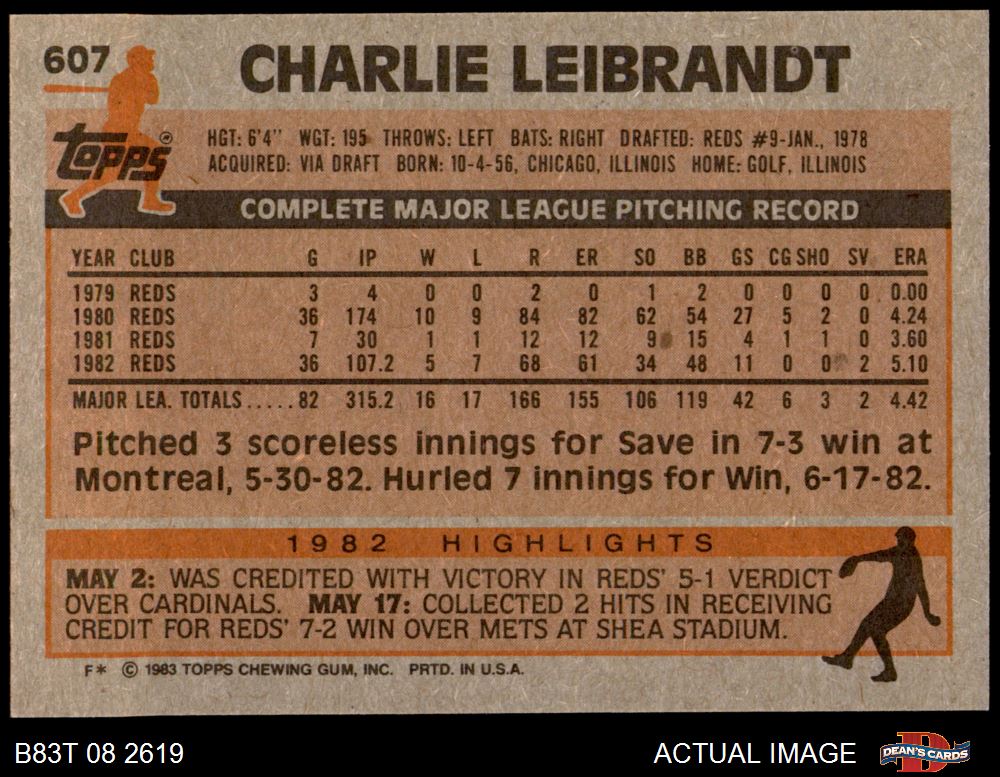 607
CHARLIE LEIBRANDT
topps®
HGT: 6'4" WGT: 195 THROWS: LEFT BATS: RIGHT DRAFTED: REDS #9-JAN., 1978
ACQUIRED: VIA DRAFT BORN: 10-4-56, CHICAGO, ILLINOIS HOME: GOLF, ILLINOIS
COMPLETE MAJOR LEAGUE PITCHING RECORD
YEAR CLUB G IP W L R ER SO BB GS CG SHO SV ERA
1979 REDS 3 4 0 0 2 0 1 2 0 0 0 0 0.00
1980 REDS 36 174 10 9 84 82 62 54 27 5 2 0 4.24
1981 REDS 7 30 1 1 12 12 9 15 4 1 1 0 3.60
1982 REDS 36 107.2 5 7 68 61 34 48 11 0 0 2 5.10
MAJOR LEA. TOTALS.....82 315.2 16 17 166 155 106 119 42 6 3 2 4.42
Pitched 3 scoreless innings for Save in 7-3 win at
Montreal, 5-30-82. Hurled 7 innings for Win, 6-17-82.
1982 HIGHLIGHTS
MAY 2: WAS CREDITED WITH VICTORY IN REDS' 5-1 VERDICT
OVER CARDINALS. MAY 17: COLLECTED 2 HITS IN RECEIVING
CREDIT FOR REDS' 7-2 WIN OVER METS AT SHEA STADIUM.
F* © 1983 TOPPS CHEWING GUM, INC. PRTD. IN U.S.A.
B83T 08 2619
ACTUAL IMAGE
DEAN'S CARDS